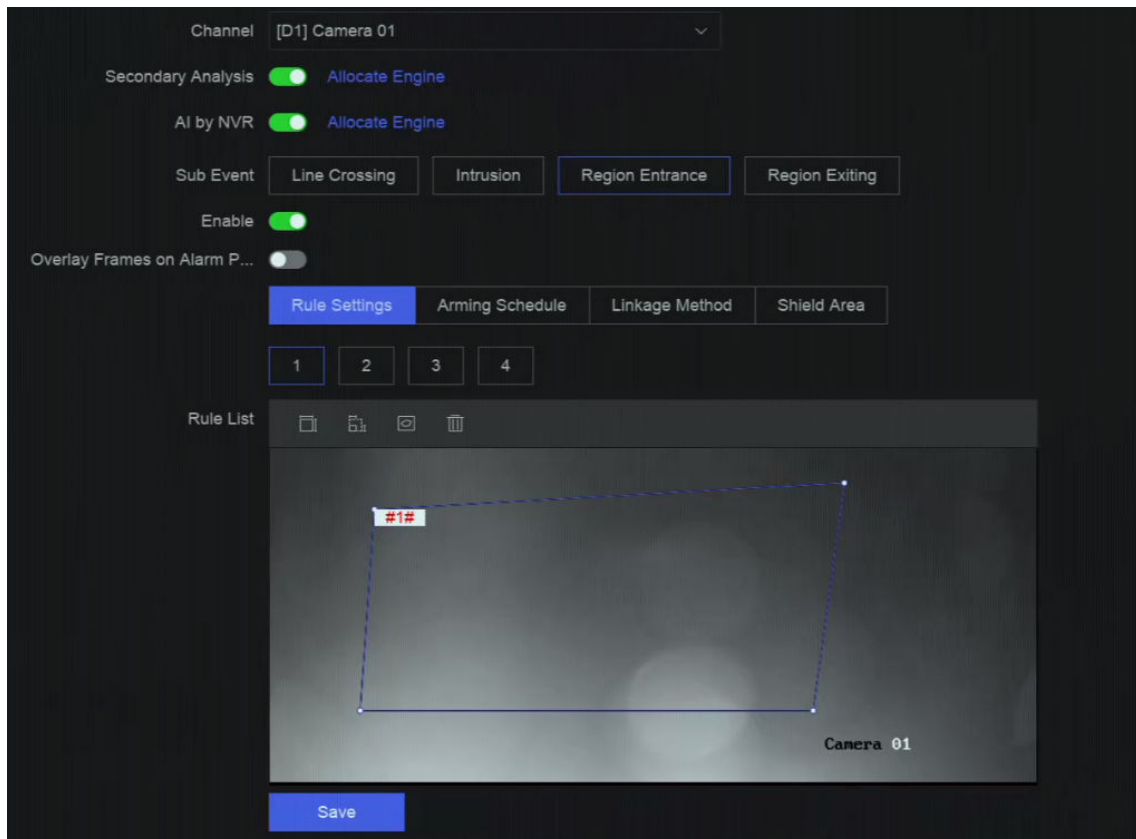 Channel [D1] Camera 01
Secondary Analysis Allocate Engine
AI by NVR Allocate Engine
Sub Event Line Crossing Intrusion Region Entrance Region Exiting
Enable
Overlay Frames on Alarm P...
Rule Settings Arming Schedule Linkage Method Shield Area
1 2 3 4
Rule List
#1#
Camera 01
Save